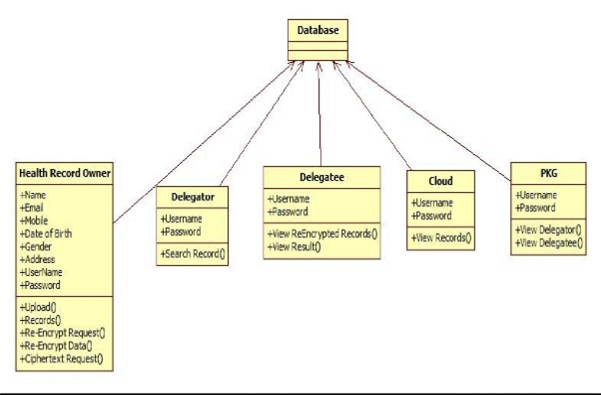 Database
Health Record Owner
+Name
+Email
+Mobile
+Date of Birth
+Gender
+Address
+UserName
+Password
+Upload()
+Records()
+Re-Encrypt Request()
+Re-Encrypt Data()
+Ciphertext Request()
Delegator
+Username
+Password
+Search Record()
Delegatee
+Username
+Password
+View ReEncrypted Records()
+View Result()
Cloud
+Username
+Password
+View Records()
PKG
+Username
+Password
+View Delegator()
+View Delegatee()